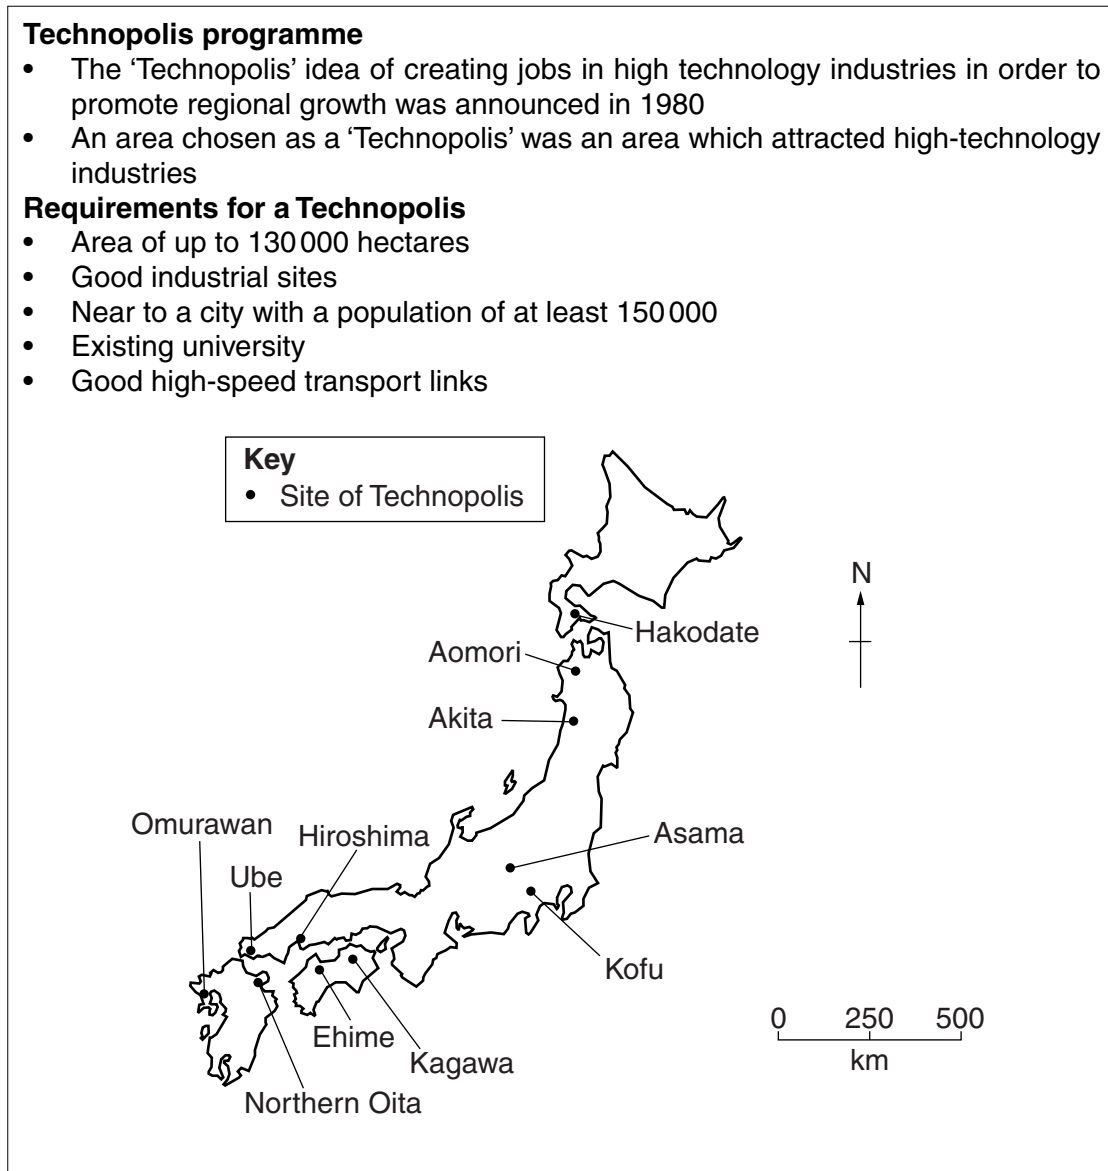 Technopolis programme
• The ‘Technopolis’ idea of creating jobs in high technology industries in order to
promote regional growth was announced in 1980
• An area chosen as a ‘Technopolis’ was an area which attracted high-technology
industries
Requirements for a Technopolis
• Area of up to 130 000 hectares
• Good industrial sites
• Near to a city with a population of at least 150 000
• Existing university
• Good high-speed transport links
Key
• Site of Technopolis
N
Hakodate
Aomori
Akita
Omurawan
Hiroshima
Asama
Ube
Kofu
0 250 500
km
Ehime
Kagawa
Northern Oita